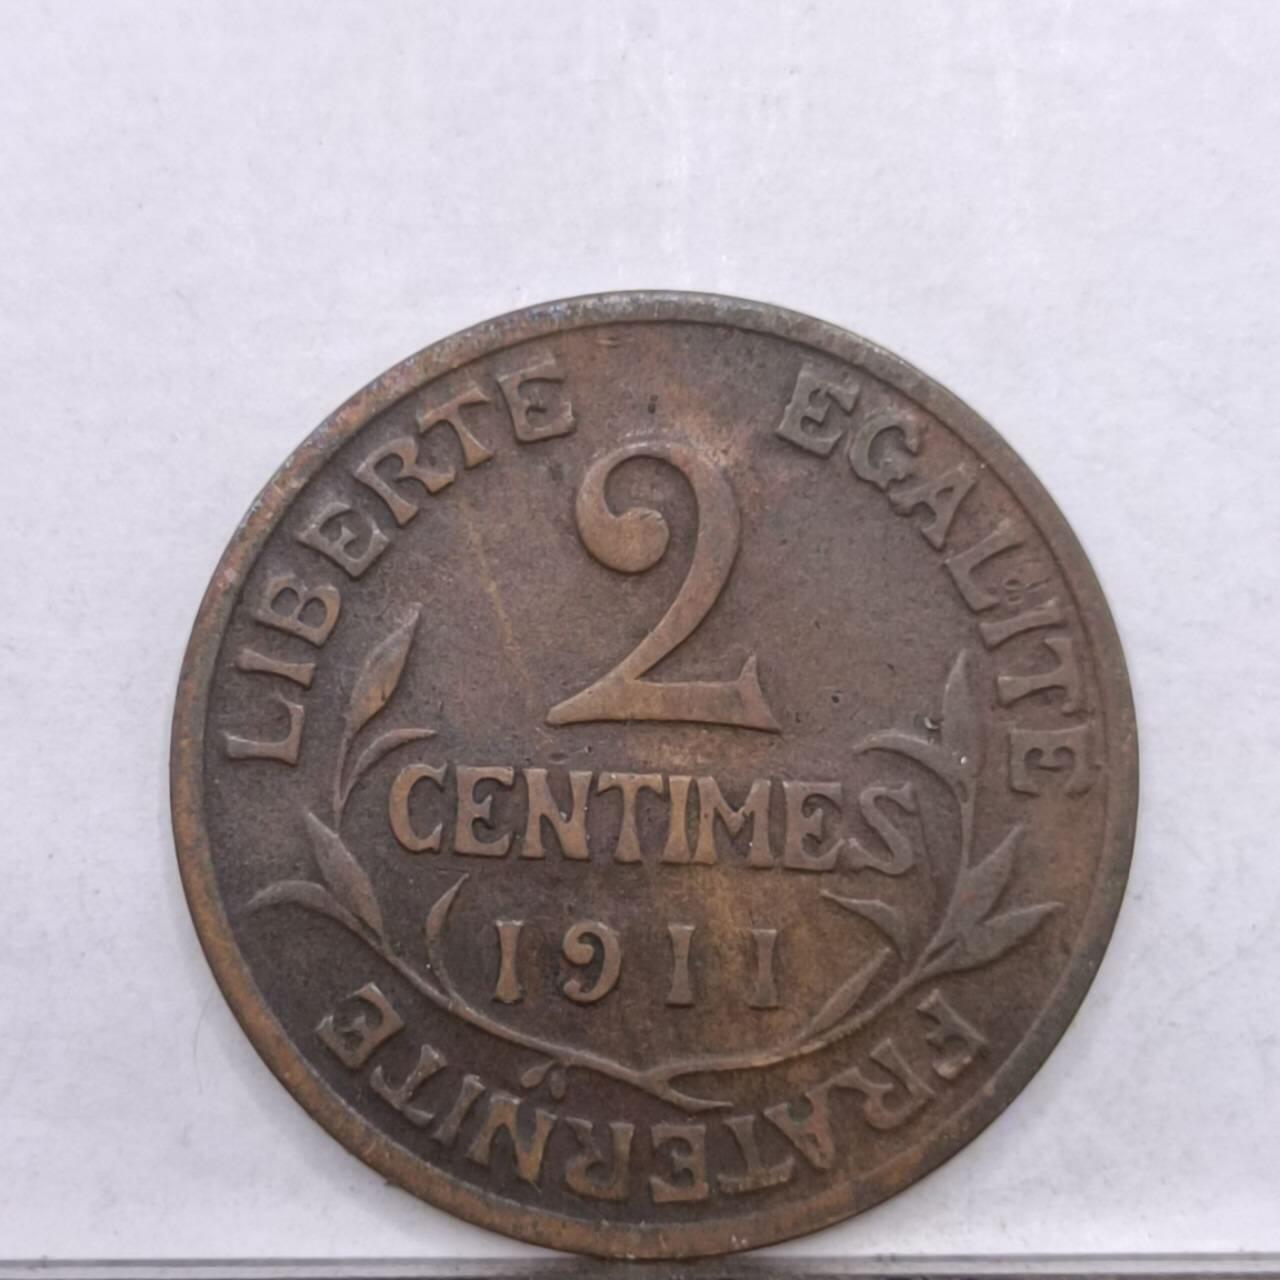 LIBERTE EGALITE FRATERNITE
2
CENTIMES
1911